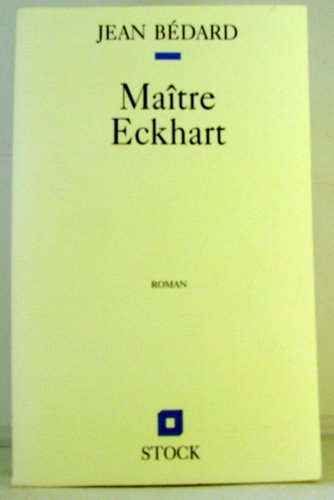 JEAN BÉDARD
Maître
Eckhart
ROMAN
STOCK